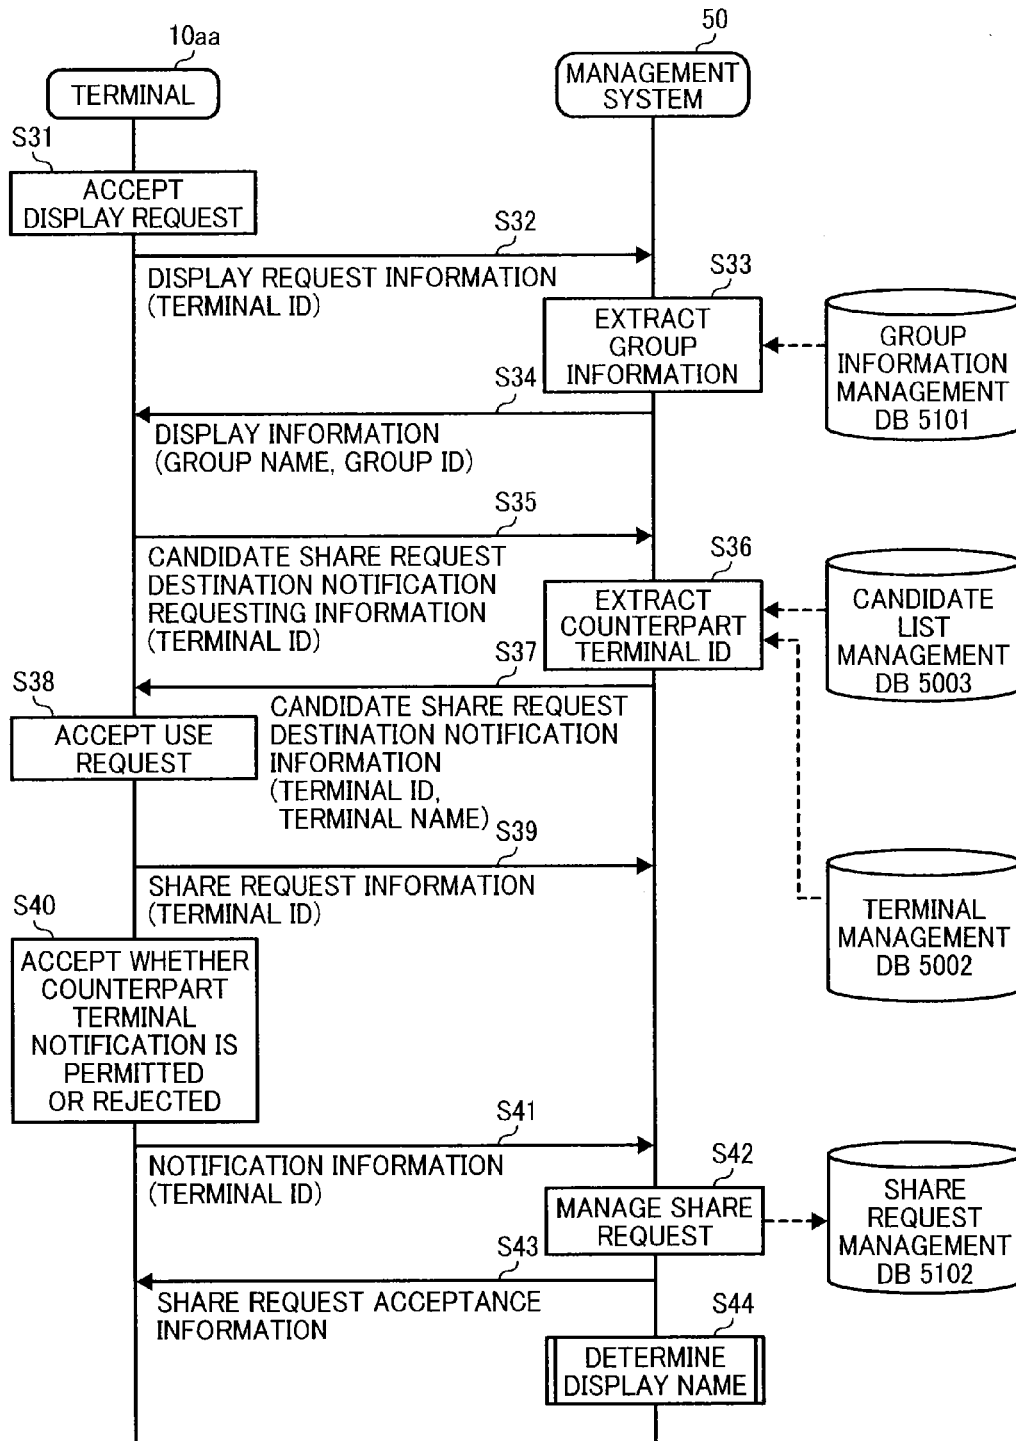 10aa
50
TERMINAL
MANAGEMENT
SYSTEM
S31
ACCEPT
DISPLAY REQUEST
S32
DISPLAY REQUEST INFORMATION
(TERMINAL ID)
S33
EXTRACT
GROUP
INFORMATION
GROUP
INFORMATION
MANAGEMENT
DB 5101
S34
DISPLAY INFORMATION
(GROUP NAME, GROUP ID)
S35
CANDIDATE SHARE REQUEST
DESTINATION NOTIFICATION
REQUESTING INFORMATION
(TERMINAL ID)
S36
EXTRACT
COUNTERPART
TERMINAL ID
CANDIDATE
LIST
MANAGEMENT
DB 5003
S37
CANDIDATE SHARE REQUEST
DESTINATION NOTIFICATION
INFORMATION
(TERMINAL ID,
TERMINAL NAME)
S38
ACCEPT USE
REQUEST
S39
SHARE REQUEST INFORMATION
(TERMINAL ID)
TERMINAL
MANAGEMENT
DB 5002
S40
ACCEPT WHETHER
COUNTERPART
TERMINAL
NOTIFICATION IS
PERMITTED
OR REJECTED
S41
NOTIFICATION INFORMATION
(TERMINAL ID)
S42
MANAGE SHARE
REQUEST
SHARE
REQUEST
MANAGEMENT
DB 5102
S43
SHARE REQUEST ACCEPTANCE
INFORMATION
S44
DETERMINE
DISPLAY NAME